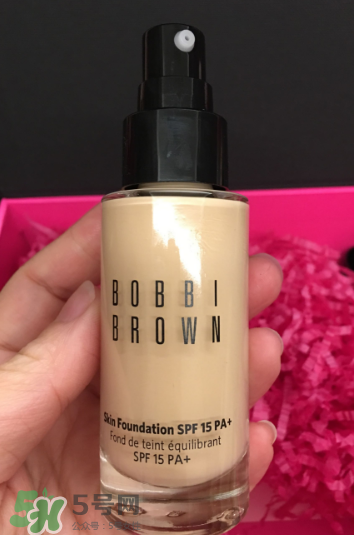 BOBBI
BROWN
Skin Foundation SPF 15 PA+
Fond de teint équilibrant
SPF 15 PA+
5号网